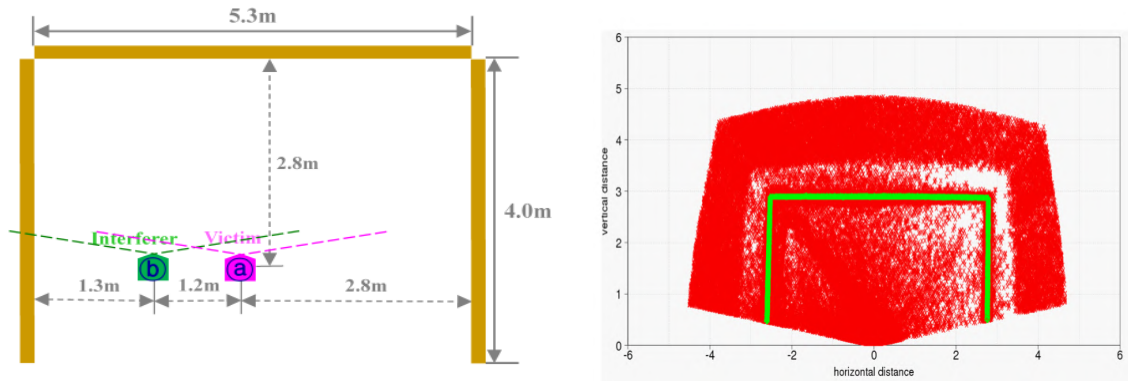 5.3m
2.8m
4.0m
Interferer
Victim
b
a
1.3m
1.2m
2.8m
6
5
4
3
2
1
0
-6
-4
-2
0
2
4
6
vertical distance
horizontal distance